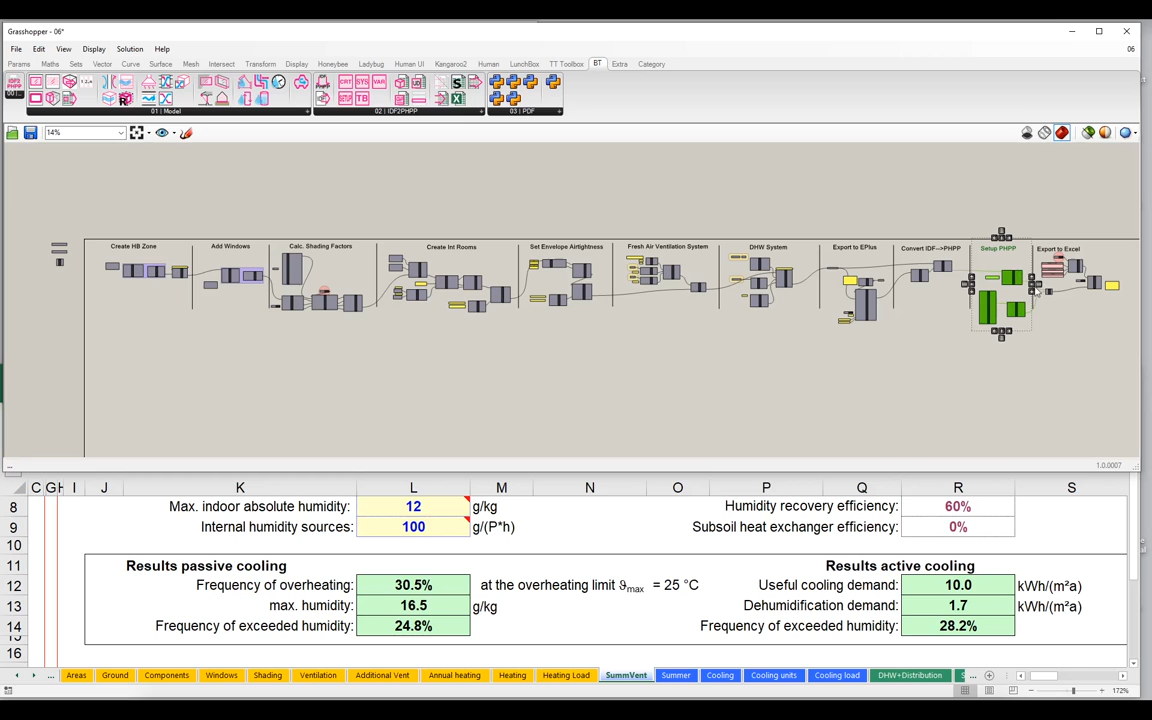 Grasshopper - 06*
File Edit View Display Solution Help
06
Params Maths Sets Vector Curve Surface Mesh Intersect Transform Display Honeybee Ladybug Human UI Kangaroo2 Human LunchBox TT Toolbox BT Extra Category
01 | Model
02 | IDF2PHPP
03 | PDF
14%
Create HB Zone
Add Windows
Calc. Shading Factors
Create Int Rooms
Set Envelope Airtightness
Fresh Air Ventilation System
DHW System
Export to EPlus
Convert IDF-->PHPP
Setup PHPP
Export to Excel
...
1.0.0007
C G H I J K L M N O P Q R S
8 Max. indoor absolute humidity: 12 g/kg Humidity recovery efficiency: 60%
9 Internal humidity sources: 100 g/(P*h) Subsoil heat exchanger efficiency: 0%
10
11 Results passive cooling Results active cooling
12 Frequency of overheating: 30.5% at the overheating limit ϑmax = 25 °C Useful cooling demand: 10.0 kWh/(m²a)
13 max. humidity: 16.5 g/kg Dehumidification demand: 1.7 kWh/(m²a)
14 Frequency of exceeded humidity: 24.8% Frequency of exceeded humidity: 28.2%
15
16
... Areas Ground Components Windows Shading Ventilation Additional Vent Annual heating Heating Heating Load SummVent Summer Cooling Cooling units Cooling load DHW+Distribution ...
172%